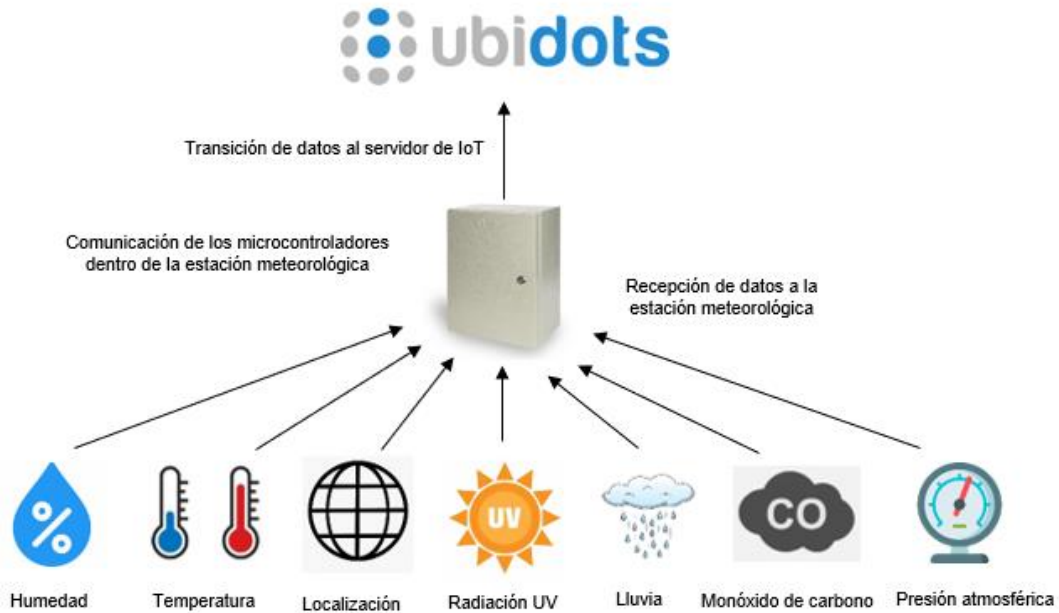 ubidots
Transición de datos al servidor de IoT
Comunicación de los microcontroladores
dentro de la estación meteorológica
Recepción de datos a la
estación meteorológica
%
UV
CO
Humedad
Temperatura
Localización
Radiación UV
Lluvia
Monóxido de carbono
Presión atmosférica